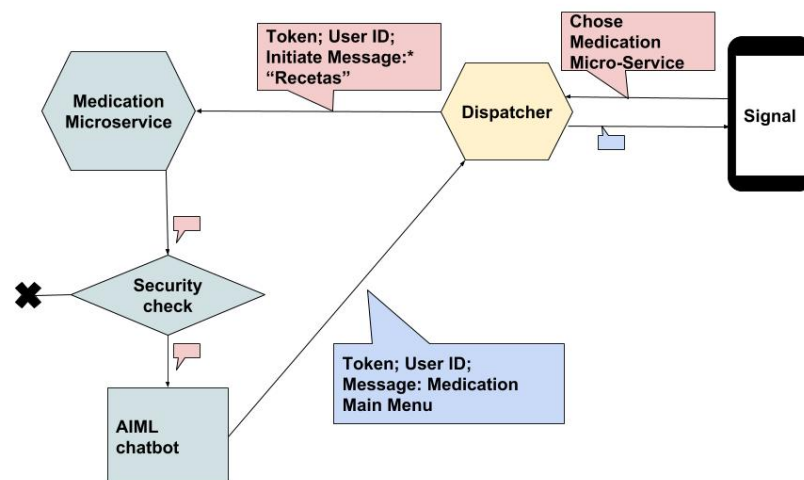 Token; User ID;
Initiate Message:*
“Recetas”
Chose
Medication
Micro-Service
Medication
Microservice
Dispatcher
Signal
Security
check
Token; User ID;
Message: Medication
Main Menu
AIML
chatbot